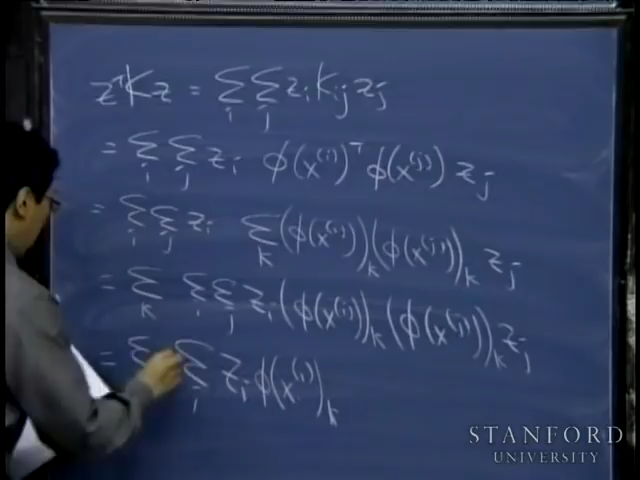 zᵀKz = Σᵢ Σⱼ zᵢ Kᵢⱼ zⱼ
= Σᵢ Σⱼ zᵢ φ(x⁽ⁱ⁾)ᵀ φ(x⁽ʲ⁾) zⱼ
= Σᵢ Σⱼ zᵢ Σₖ (φ(x⁽ⁱ⁾))ₖ (φ(x⁽ʲ⁾))ₖ zⱼ
= Σₖ Σᵢ Σⱼ zᵢ (φ(x⁽ⁱ⁾))ₖ (φ(x⁽ʲ⁾))ₖ zⱼ
= Σ Σᵢ zᵢ φ(x⁽ⁱ⁾)ₖ
STANFORD
UNIVERSITY